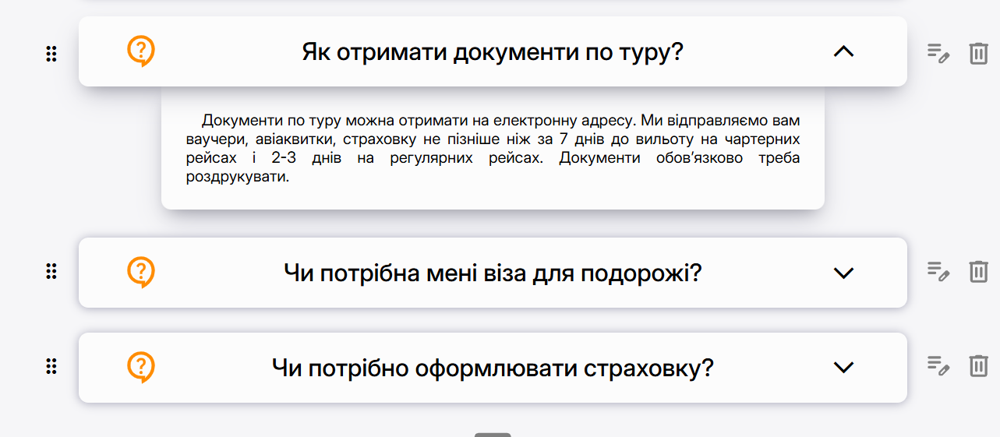 Як отримати документи по туру?
Документи по туру можна отримати на електронну адресу. Ми відправляємо вам
ваучери, авіаквитки, страховку не пізніше ніж за 7 днів до вильоту на чартерних
рейсах і 2-3 днів на регулярних рейсах. Документи обов’язково треба
роздрукувати.
Чи потрібна мені віза для подорожі?
Чи потрібно оформлювати страховку?